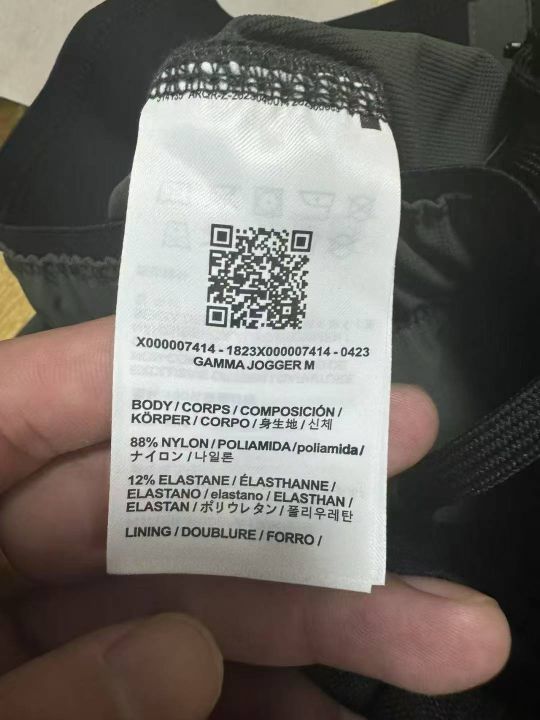 X000007414 - 1823X000007414 - 0423
GAMMA JOGGER M
BODY / CORPS / COMPOSICIÓN /
KÖRPER / CORPO / 身生地 / 신체
88% NYLON / POLIAMIDA / poliamida /
ナイロン / 나일론
12% ELASTANE / ÉLASTHANNE /
ELASTANO / elastano / ELASTHAN /
ELASTAN / ポリウレタン / 폴리우레탄
LINING / DOUBLURE / FORRO /